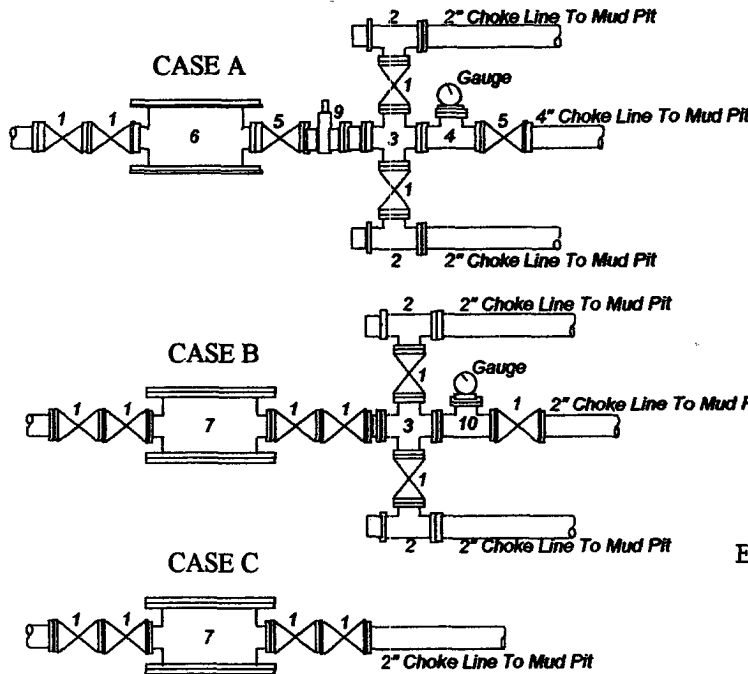 2 2" Choke Line To Mud Pit
CASE A
Gauge
1
1 1 5 9 4" Choke Line To Mud Pit
6 3 4 5
1
2 2" Choke Line To Mud Pit
2 2" Choke Line To Mud Pit
CASE B
Gauge
1
1 1 1 1 1 2" Choke Line To Mud P
7 3 10
1
2 2" Choke Line To Mud Pit
E
CASE C
1 1 1 1
7
2" Choke Line To Mud Pit